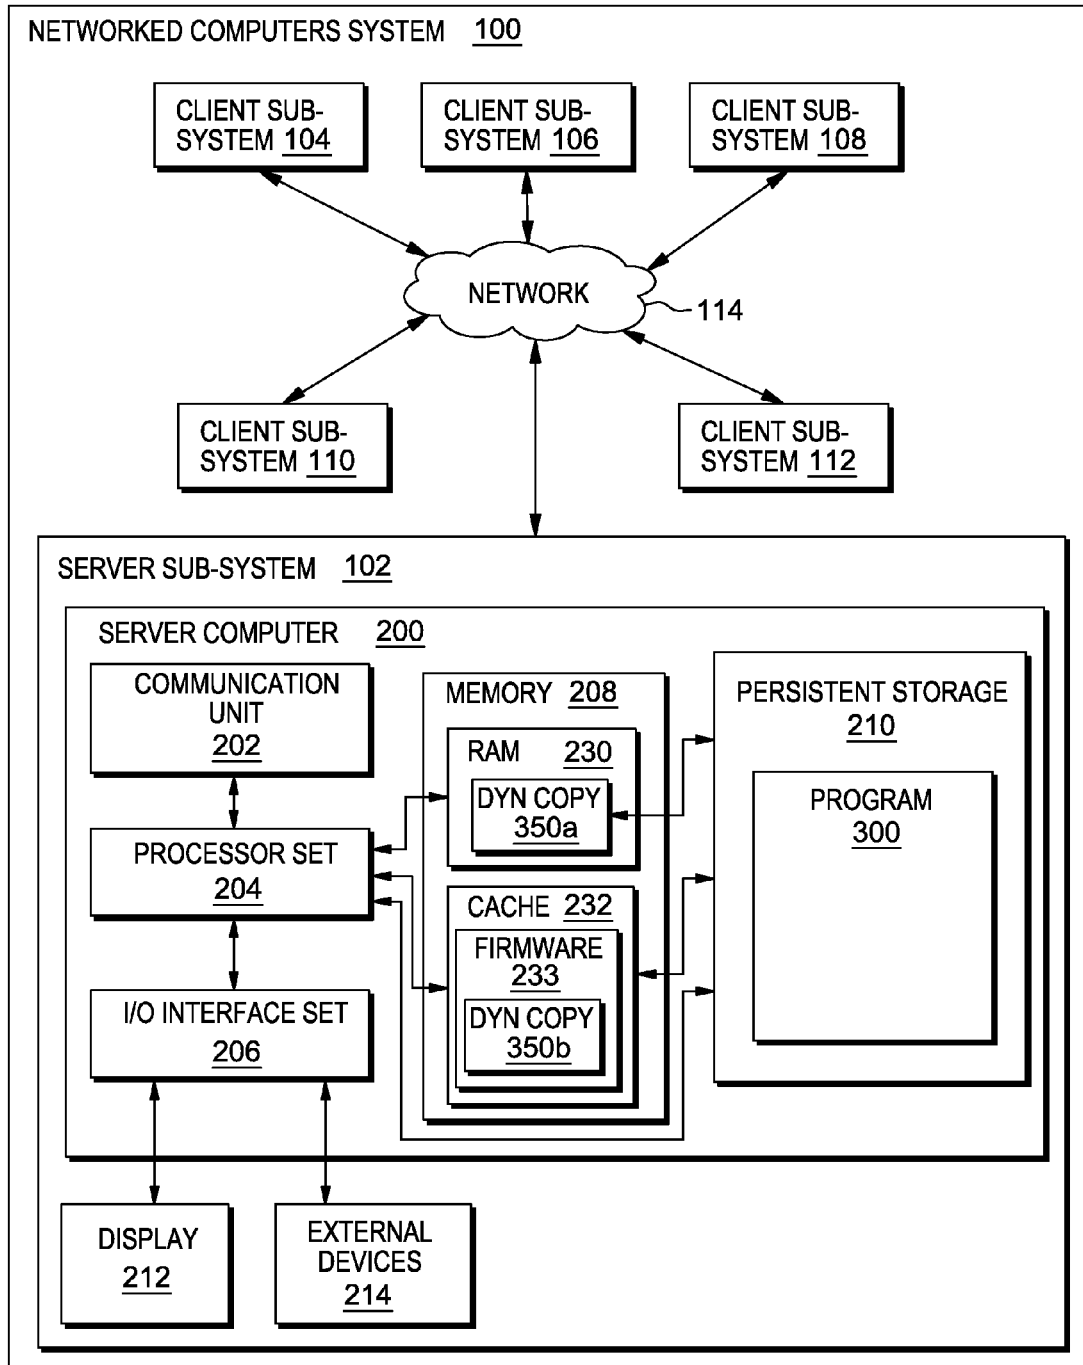 NETWORKED COMPUTERS SYSTEM 100
CLIENT SUB-
SYSTEM 104
CLIENT SUB-
SYSTEM 106
CLIENT SUB-
SYSTEM 108
NETWORK
114
CLIENT SUB-
SYSTEM 110
CLIENT SUB-
SYSTEM 112
SERVER SUB-SYSTEM 102
SERVER COMPUTER 200
COMMUNICATION
UNIT
202
PROCESSOR SET
204
I/O INTERFACE SET
206
MEMORY 208
RAM 230
DYN COPY
350a
CACHE 232
FIRMWARE
233
DYN COPY
350b
PERSISTENT STORAGE
210
PROGRAM
300
DISPLAY
212
EXTERNAL
DEVICES
214